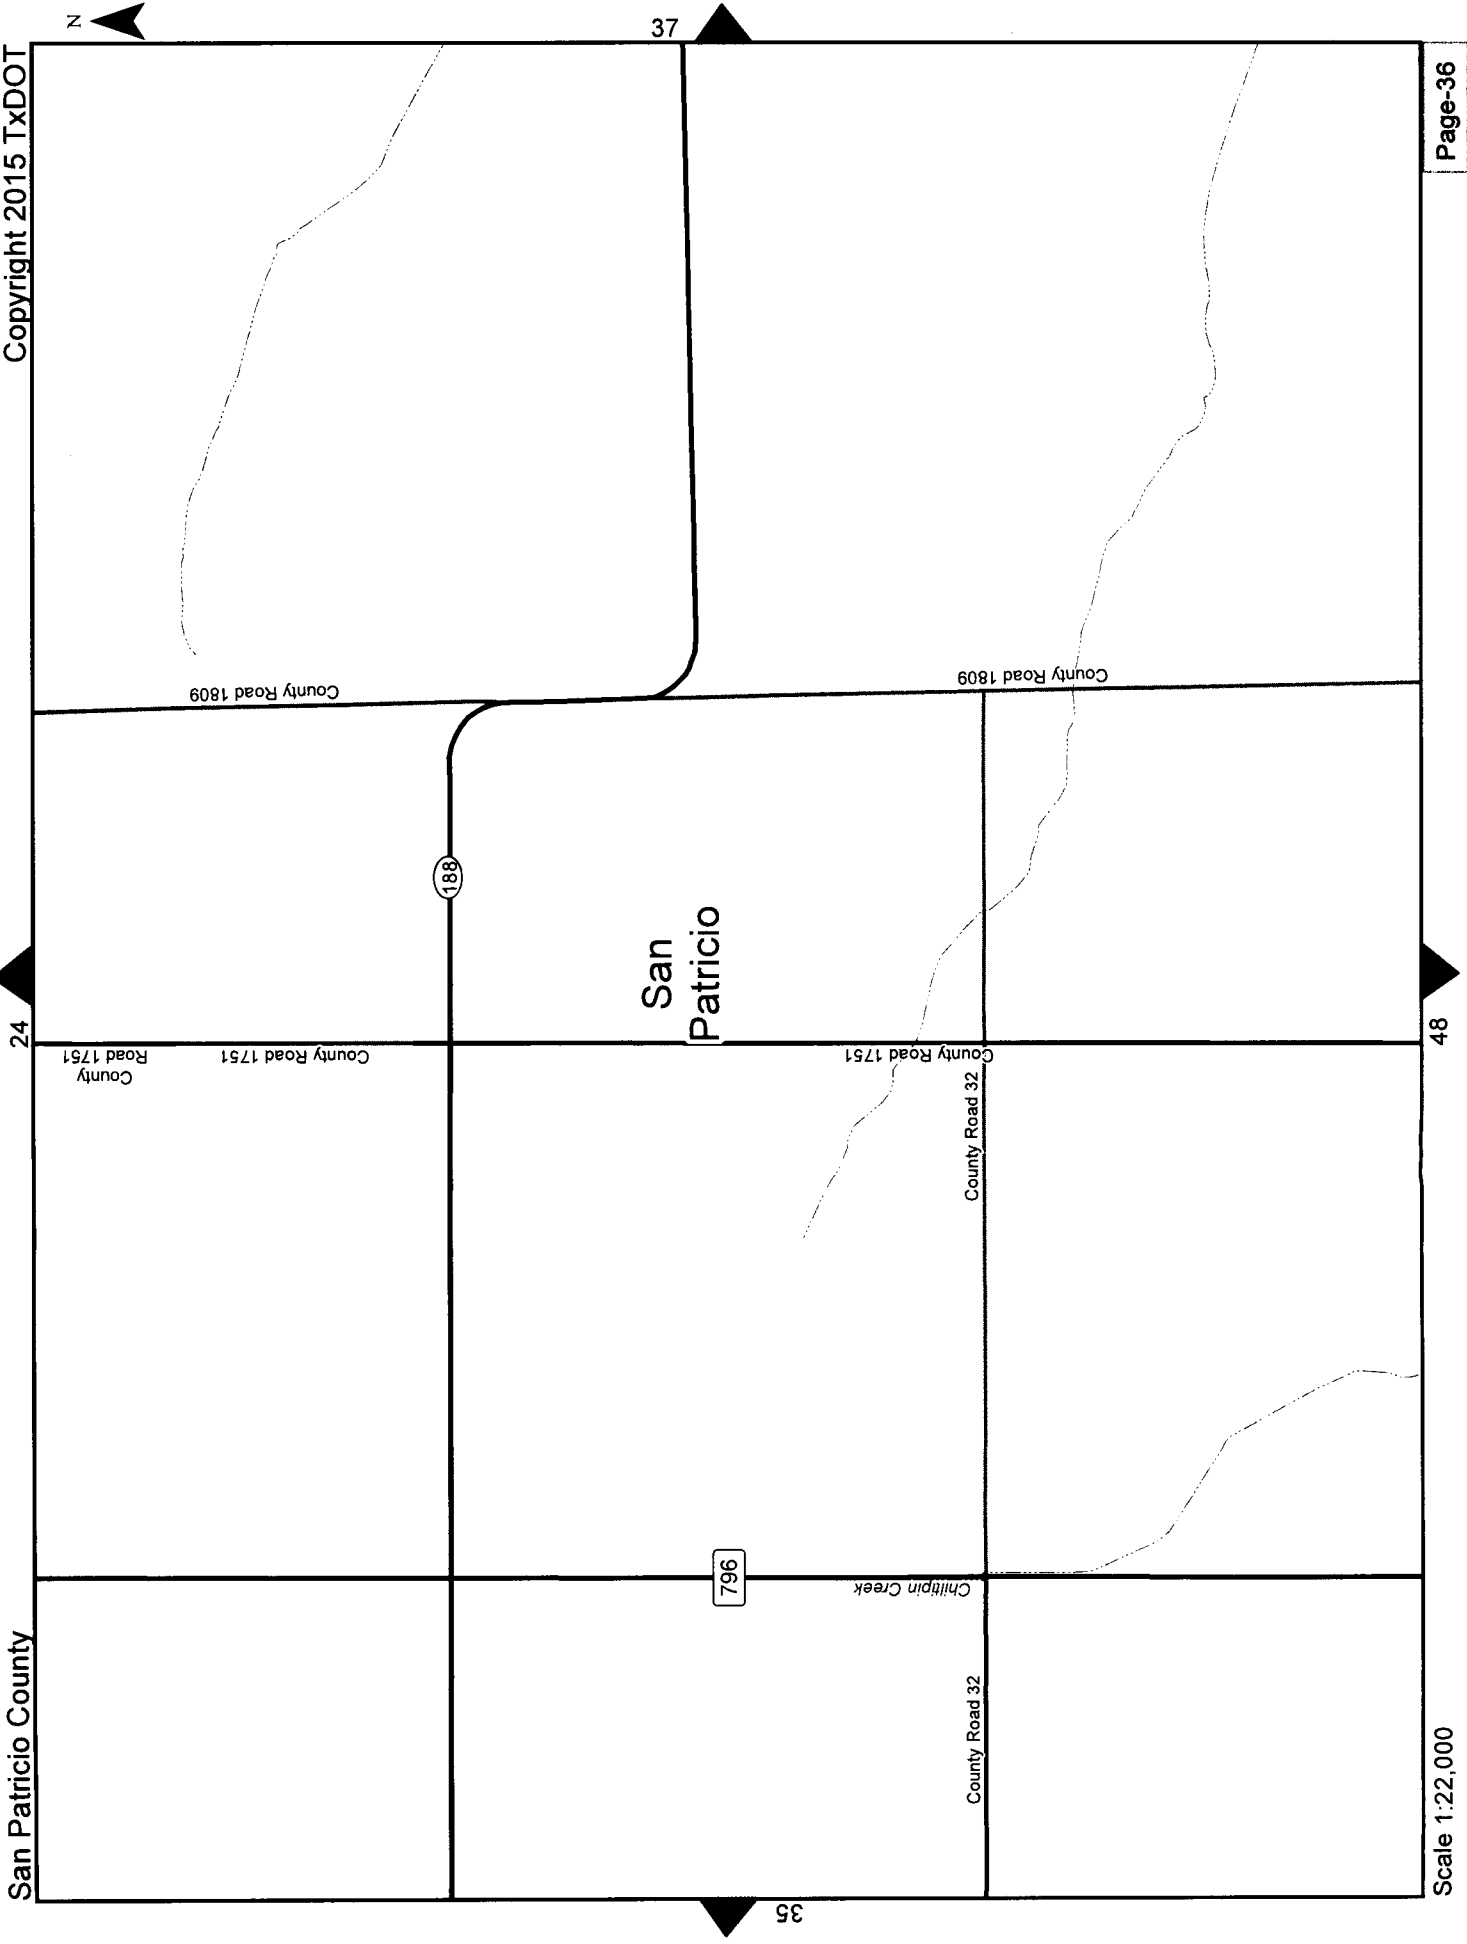 San Patricio County
Copyright 2015 TxDOT
N
24
County
Road 1751
County Road 1751
County Road 1809
188
San
Patricio
37
35
796
County Road 1751
County Road 1809
Chiltipin Creek
County Road 32
County Road 32
Scale 1:22,000
48
Page-36